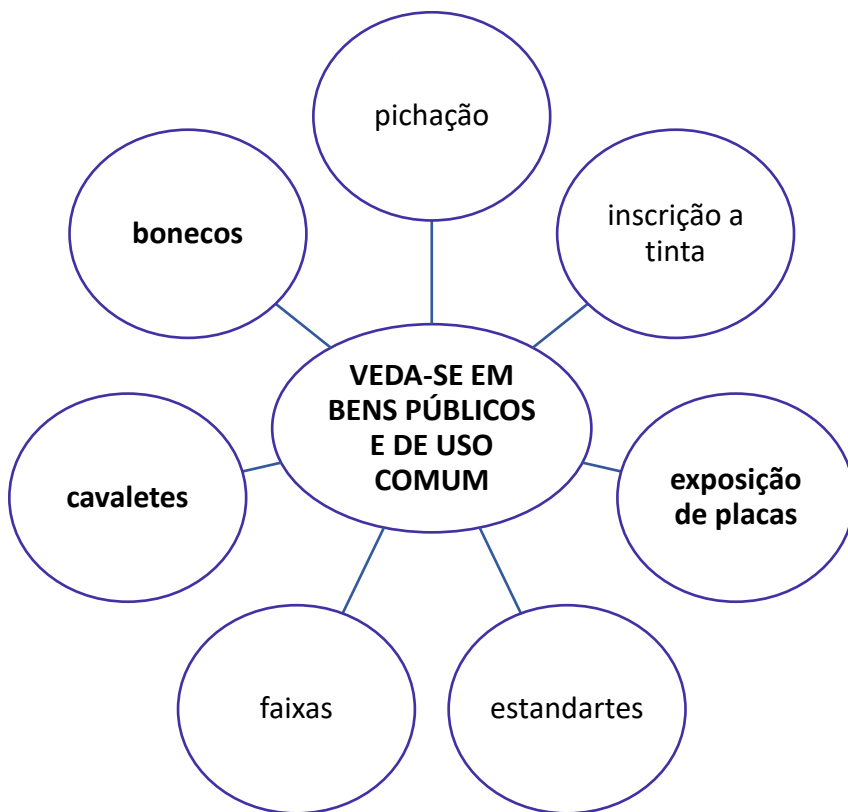 pichação
inscrição a
tinta
exposição
de placas
estandartes
faixas
cavaletes
bonecos
VEDA-SE EM
BENS PÚBLICOS
E DE USO
COMUM